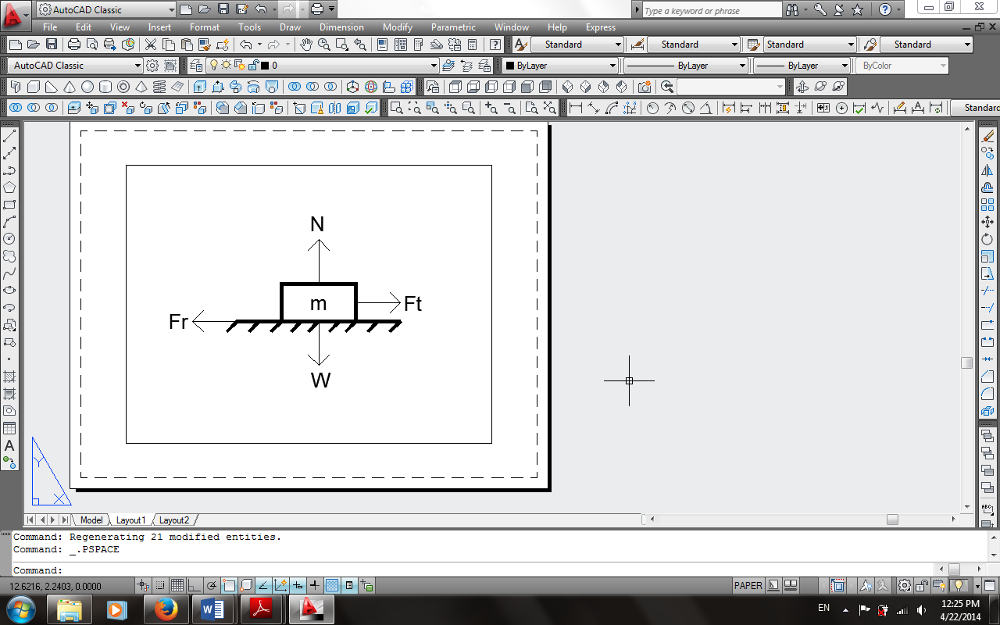 AutoCAD Classic
Type a keyword or phrase
File Edit View Insert Format Tools Draw Dimension Modify Parametric Window Help Express
Standard Standard Standard Standard
AutoCAD Classic 0 ByLayer ByLayer ByLayer ByColor
Standard
N
m
Ft
Fr
W
Y
X
A
ABC
Model Layout1 Layout2
Command: Regenerating 21 modified entities.
Command: _.PSPACE
Command:
12.6216, 2.2403, 0.0000 PAPER
EN 12:25 PM
4/22/2014